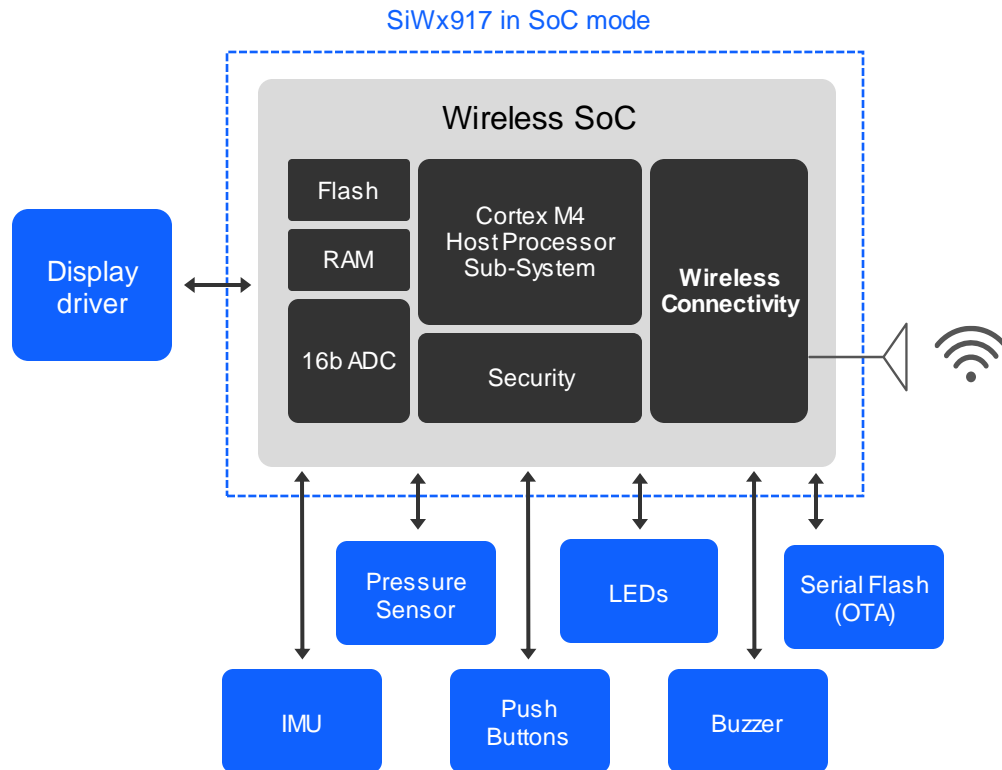 SiWx917 in SoC mode
Wireless SoC
Flash
RAM
16b ADC
Cortex M4
Host Processor
Sub-System
Security
Wireless
Connectivity
Display
driver
Pressure
Sensor
LEDs
Serial Flash
(OTA)
IMU
Push
Buttons
Buzzer